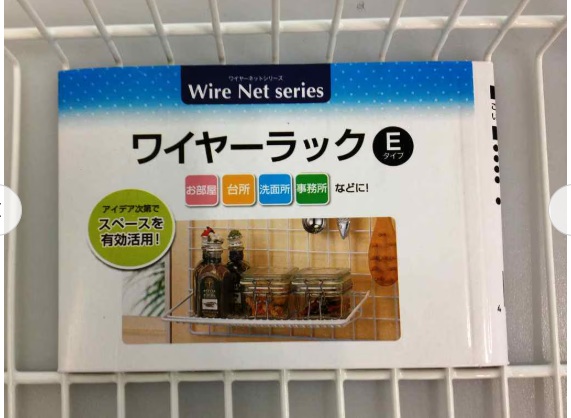 ワイヤーネットシリーズ
Wire Net series
ワイヤーラック E タイプ
お部屋 台所 洗面所 事務所 などに!
アイデア次第で
スペースを
有効活用!